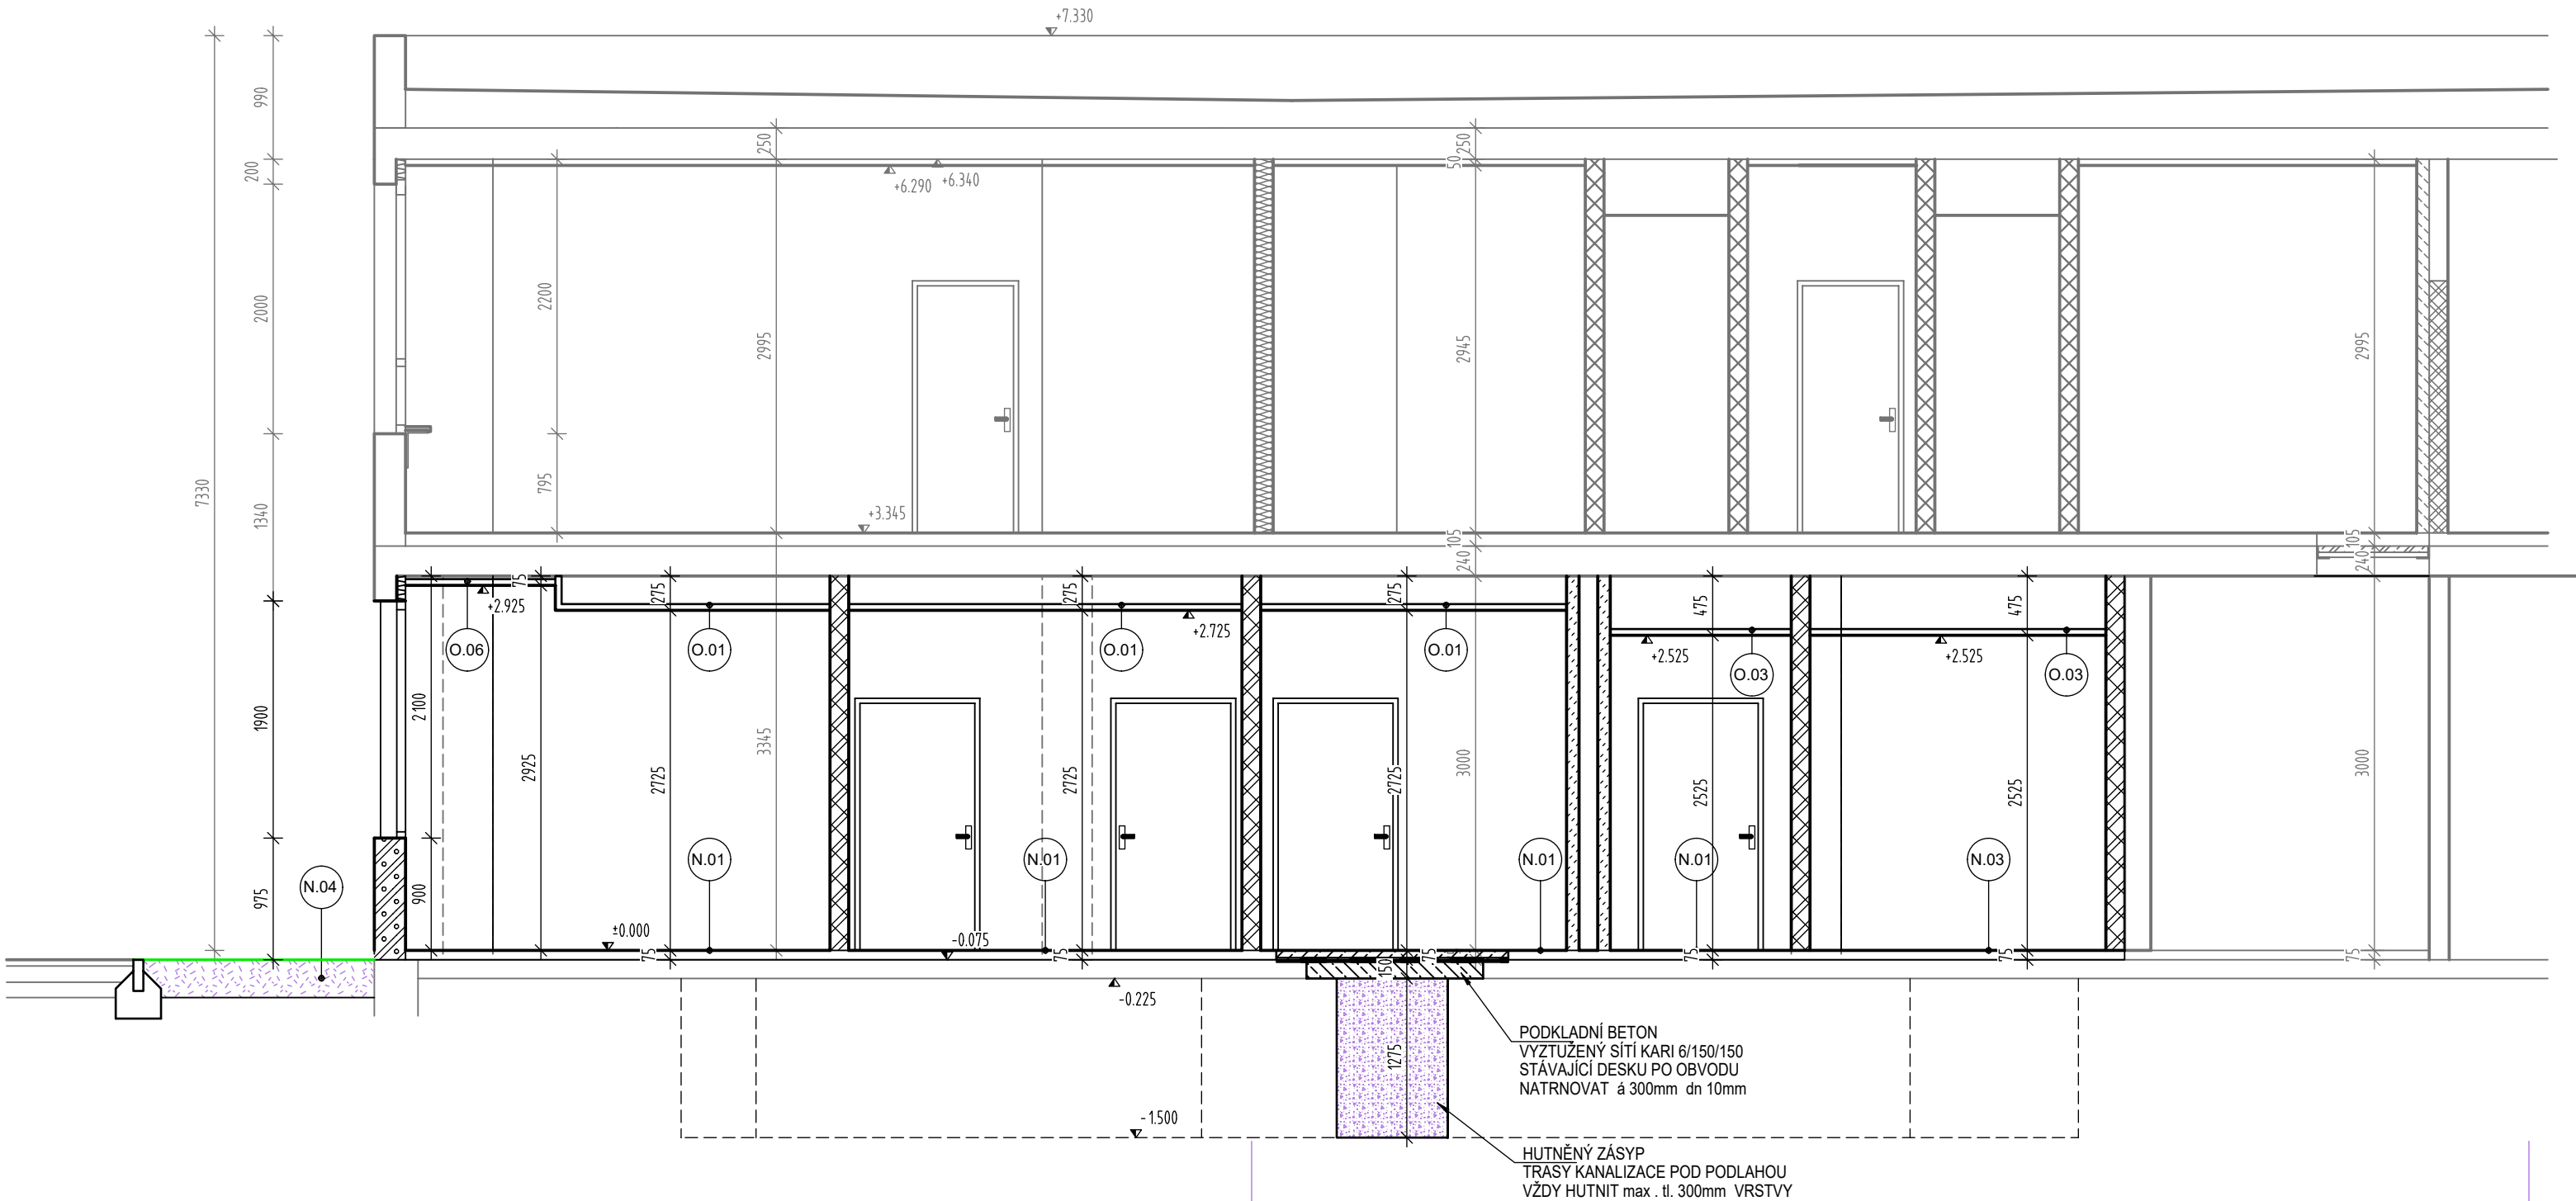 +7.330
990
250
50
250
200
+6.290
+6.340
2000
2200
2995
2945
2995
7330
795
1340
+3.345
105
240
105
240
75
275
275
275
475
475
+2.925
+2.725
+2.525
+2.525
O.06
O.01
O.01
O.01
O.03
O.03
1900
2100
2925
2725
3345
2725
2725
3000
2525
2525
3000
N.04
975
900
N.01
N.01
N.01
N.01
N.03
±0.000
-0.075
75
75
75
75
75
75
150
-0.225
1275
-1.500
PODKLADNÍ BETON
VYZTUŽENÝ SÍTÍ KARI 6/150/150
STÁVAJÍCÍ DESKU PO OBVODU
NATRNOVAT á 300mm dn 10mm
HUTNĚNÝ ZÁSYP
TRASY KANALIZACE POD PODLAHOU
VŽDY HUTNIT max . tl. 300mm VRSTVY